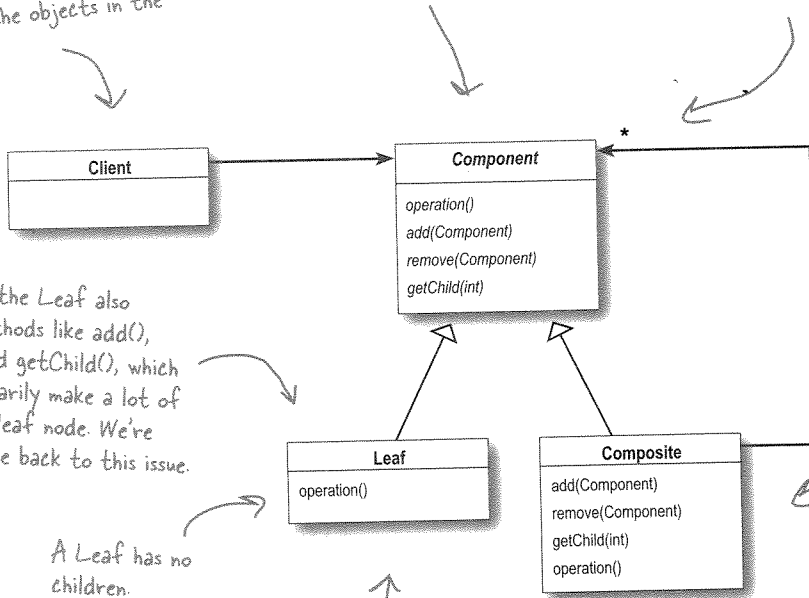 he objects in the
*
Client
Component
operation()
add(Component)
remove(Component)
getChild(int)
the Leaf also
thods like add(),
d getChild(), which
arily make a lot of
leaf node. We're
e back to this issue.
Leaf
operation()
Composite
add(Component)
remove(Component)
getChild(int)
operation()
A Leaf has no
children.